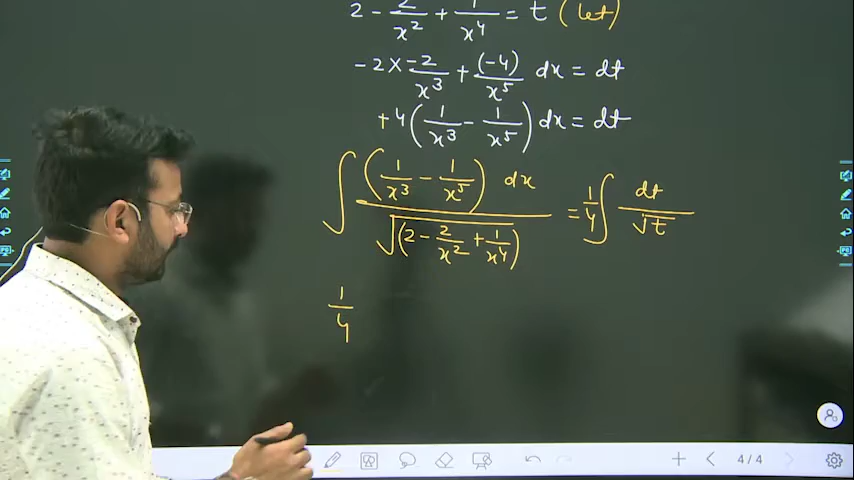 2 - 2/x² + 1/x⁴ = t (let)
-2 × -2/x³ + (-4)/x⁵ dx = dt
+4 (1/x³ - 1/x⁵) dx = dt
∫ (1/x³ - 1/x⁵) dx / √(2 - 2/x² + 1/x⁴) = 1/4 ∫ dt/√t
1/4
4/4